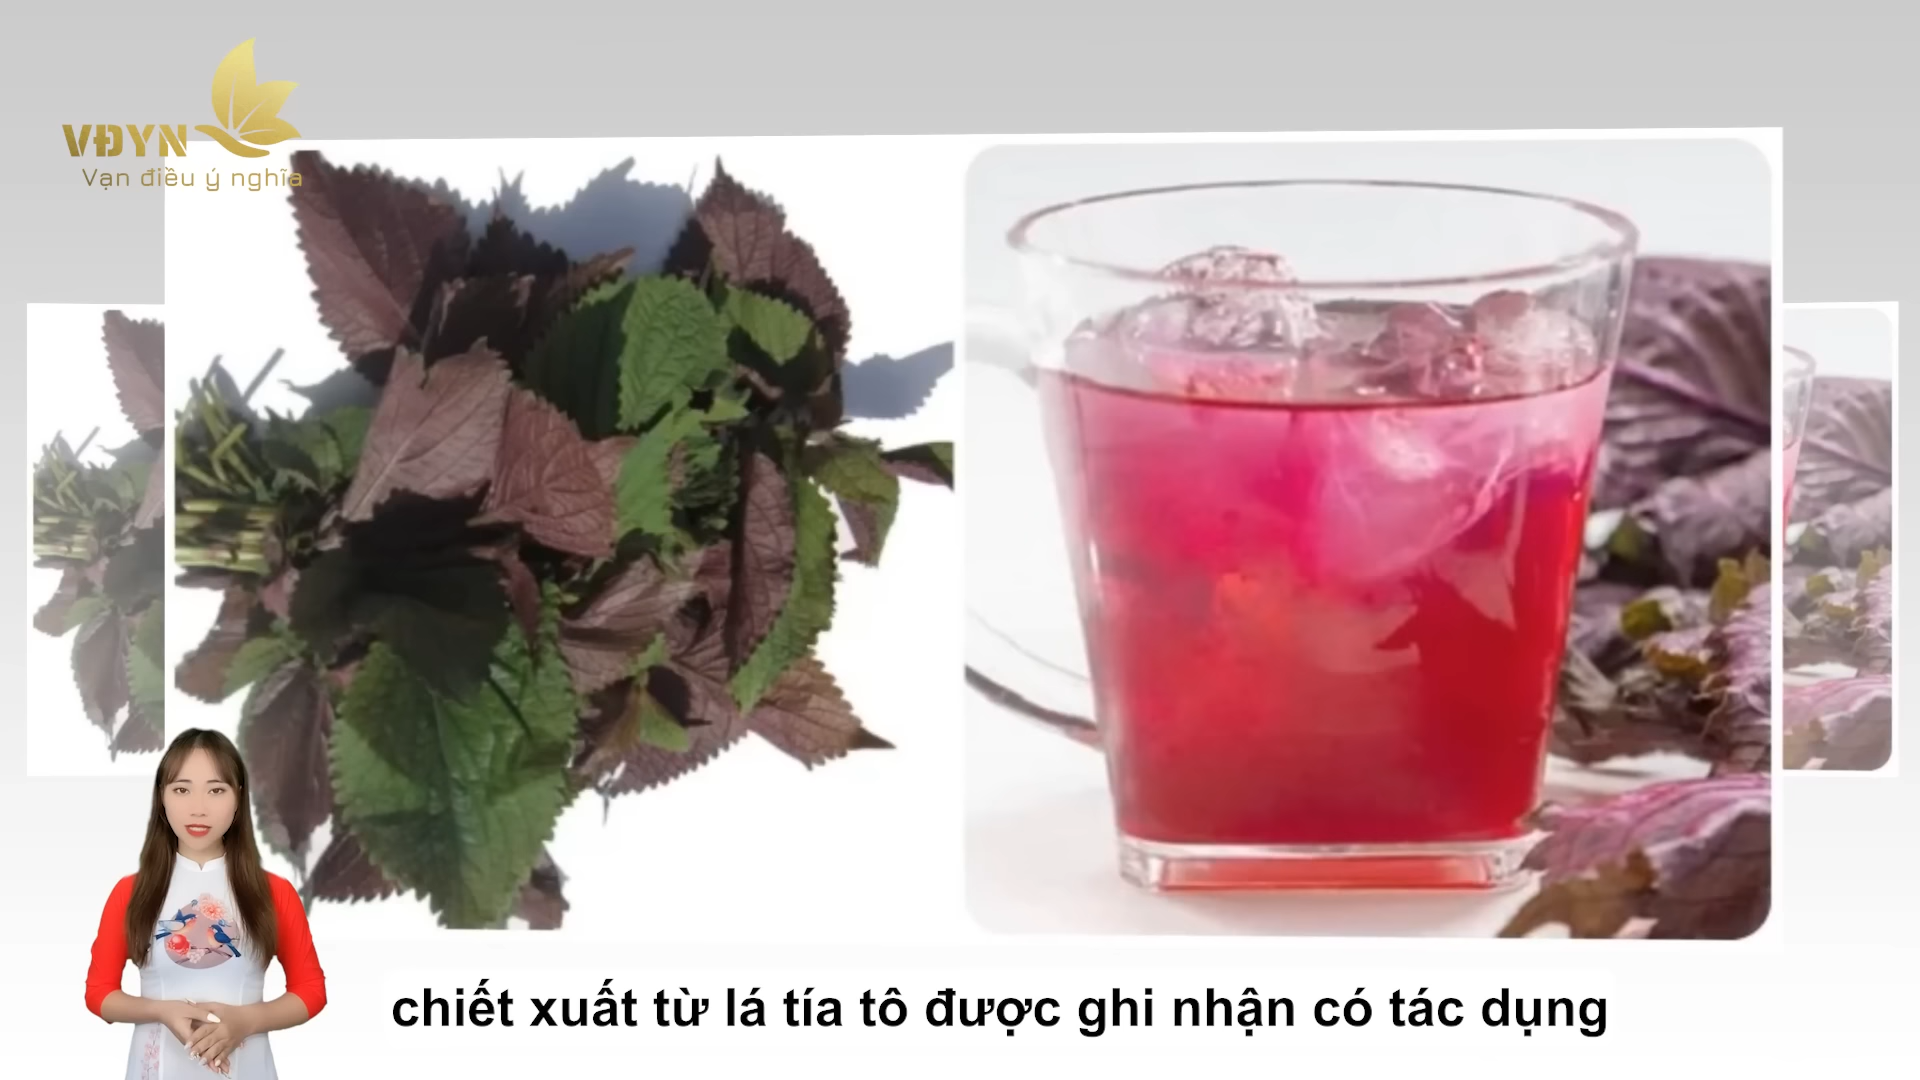 VĐYN
Vạn điều ý nghĩa
chiết xuất từ lá tía tô được ghi nhận có tác dụng